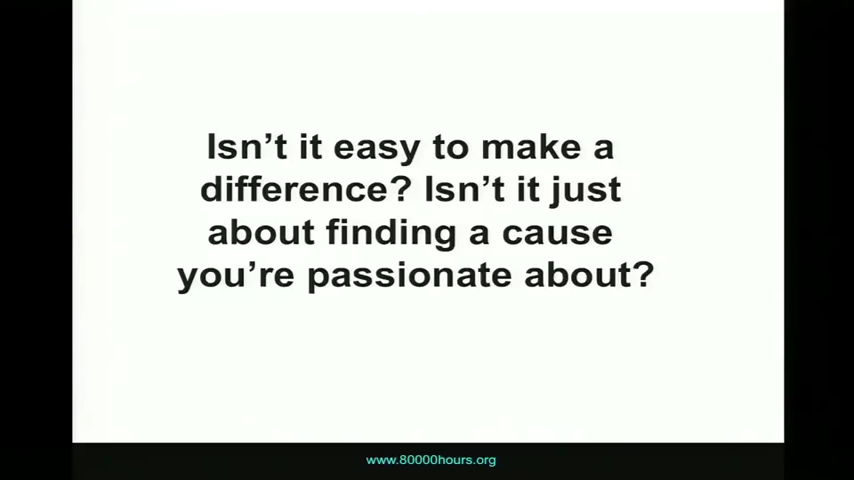 Isn't it easy to make a
difference? Isn't it just
about finding a cause
you're passionate about?
www.80000hours.org